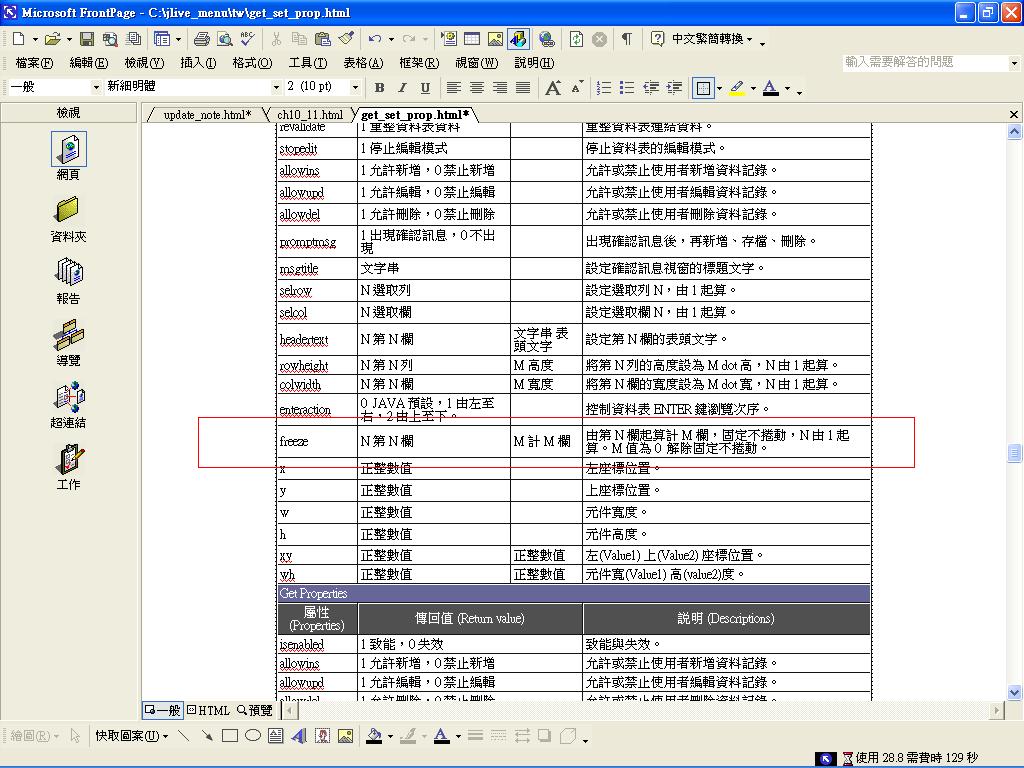 Microsoft FrontPage - C:\jlive_menu\tw\get_set_prop.html
中文繁簡轉換
檔案(F) 編輯(E) 檢視(V) 插入(I) 格式(O) 工具(T) 表格(A) 框架(R) 視窗(W) 說明(H) 輸入需要解答的問題
一般 新細明體 2 (10 pt) B I U A A A
檢視 update_note.html* ch10_11.html get_set_prop.html*
網頁
資料夾
報告
導覽
超連結
工作
revalidate 1 重整資料表資料 重整資料表連結資料。
stopedit 1 停止編輯模式 停止資料表的編輯模式。
allowins 1 允許新增，0 禁止新增 允許或禁止使用者新增資料記錄。
allowupd 1 允許編輯，0 禁止編輯 允許或禁止使用者編輯資料記錄。
allowdel 1 允許刪除，0 禁止刪除 允許或禁止使用者刪除資料記錄。
promptmsg 1 出現確認訊息，0 不出
現 出現確認訊息後，再新增、存檔、刪除。
msgtitle 文字串 設定確認訊息視窗的標題文字。
selrow N 選取列 設定選取列 N，由 1 起算。
selcol N 選取欄 設定選取欄 N，由 1 起算。
headertext N 第 N 欄 文字串 表
頭文字 設定第 N 欄的表頭文字。
rowheight N 第 N 列 M 高度 將第 N 列的高度設為 M dot 高，N 由 1 起算。
colwidth N 第 N 欄 M 寬度 將第 N 欄的寬度設為 M dot 寬，N 由 1 起算。
enteraction 0 JAVA 預設，1 由左至
右，2 由上至下。 控制資料表 ENTER 鍵瀏覽次序。
freeze N 第 N 欄 M 計 M 欄 由第 N 欄起算計 M 欄，固定不捲動，N 由 1 起
算。M 值為 0 解除固定不捲動。
x 正整數值 左座標位置。
y 正整數值 上座標位置。
w 正整數值 元件寬度。
h 正整數值 元件高度。
xy 正整數值 正整數值 左(Value1) 上(Value2) 座標位置。
wh 正整數值 正整數值 元件寬(Value1) 高(value2)度。
Get Properties
屬性
(Properties) 傳回值 (Return value) 說明 (Descriptions)
isenabled 1 致能，0 失效 致能與失效。
allowins 1 允許新增，0 禁止新增 允許或禁止使用者新增資料記錄。
allowupd 1 允許編輯，0 禁止編輯 允許或禁止使用者編輯資料記錄。
allowdel 1 允許刪除，0 禁止刪除 允許或禁止使用者刪除資料記錄。
一般 HTML 預覽
繪圖(R) 快取圖案(U) A
使用 28.8 需費時 129 秒